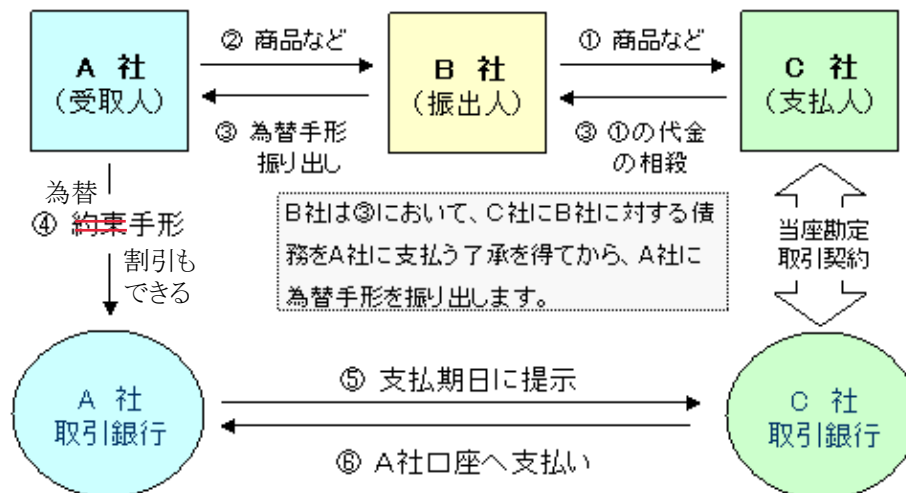 A 社
(受取人)
② 商品など
B 社
(振出人)
① 商品など
C 社
(支払人)
③ 為替手形
振り出し
③ ①の代金
の相殺
為替
④ 約束手形
割引も
できる
B社は③において、C社にB社に対する債
務をA社に支払う了承を得てから、A社に
為替手形を振り出します。
当座勘定
取引契約
A 社
取引銀行
⑤ 支払期日に提示
⑥ A社口座へ支払い
C 社
取引銀行